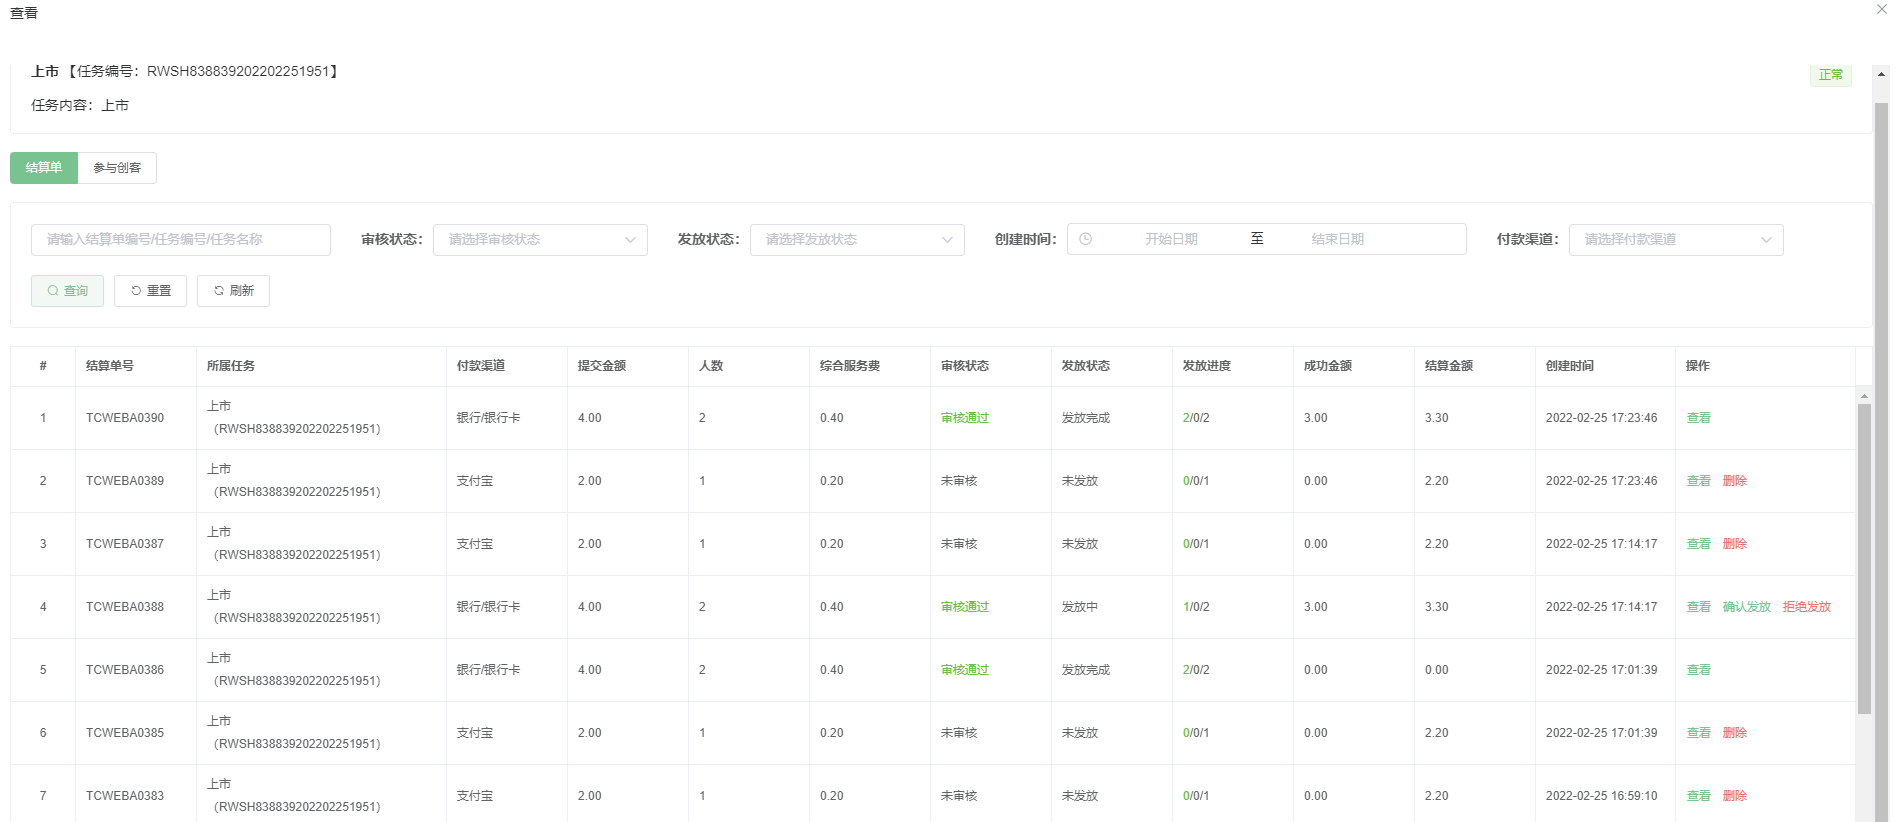 查看
上市 【任务编号：RWSH838839202202251951】
正常
任务内容：上市
结算单 参与创客
请输入结算单编号/任务编号/任务名称 审核状态： 请选择审核状态 发放状态： 请选择发放状态 创建时间： 开始日期 至 结束日期 付款渠道： 请选择付款渠道
查询 重置 刷新
# 结算单号 所属任务 付款渠道 提交金额 人数 综合服务费 审核状态 发放状态 发放进度 成功金额 结算金额 创建时间 操作
上市
1 TCWEBA0390 （RWSH838839202202251951） 银行/银行卡 4.00 2 0.40 审核通过 发放完成 2/0/2 3.00 3.30 2022-02-25 17:23:46 查看
上市
2 TCWEBA0389 （RWSH838839202202251951） 支付宝 2.00 1 0.20 未审核 未发放 0/0/1 0.00 2.20 2022-02-25 17:23:46 查看 删除
上市
3 TCWEBA0387 （RWSH838839202202251951） 支付宝 2.00 1 0.20 未审核 未发放 0/0/1 0.00 2.20 2022-02-25 17:14:17 查看 删除
上市
4 TCWEBA0388 （RWSH838839202202251951） 银行/银行卡 4.00 2 0.40 审核通过 发放中 1/0/2 3.00 3.30 2022-02-25 17:14:17 查看 确认发放 拒绝发放
上市
5 TCWEBA0386 （RWSH838839202202251951） 银行/银行卡 4.00 2 0.40 审核通过 发放完成 2/0/2 0.00 0.00 2022-02-25 17:01:39 查看
上市
6 TCWEBA0385 （RWSH838839202202251951） 支付宝 2.00 1 0.20 未审核 未发放 0/0/1 0.00 2.20 2022-02-25 17:01:39 查看 删除
上市
7 TCWEBA0383 （RWSH838839202202251951） 支付宝 2.00 1 0.20 未审核 未发放 0/0/1 0.00 2.20 2022-02-25 16:59:10 查看 删除